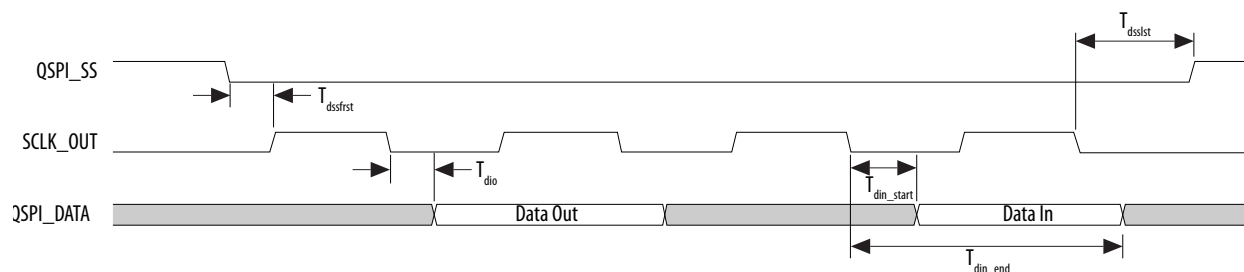 T_dsslst
QSPI_SS
T_dssfrst
SCLK_OUT
T_dio
T_din_start
QSPI_DATA
Data Out
Data In
T_din_end